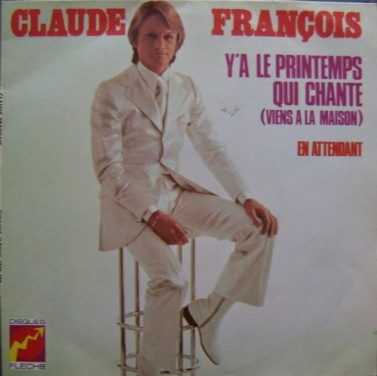 CLAUDE FRANÇOIS
Y'A LE PRINTEMPS
QUI CHANTE
(VIENS A LA MAISON)
EN ATTENDANT
DISQUES
FLECHE